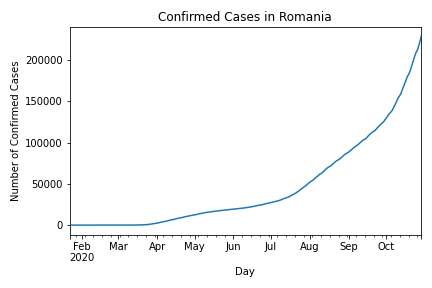 Confirmed Cases in Romania
Number of Confirmed Cases
200000
150000
100000
50000
0
Feb Mar Apr May Jun Jul Aug Sep Oct
2020
Day